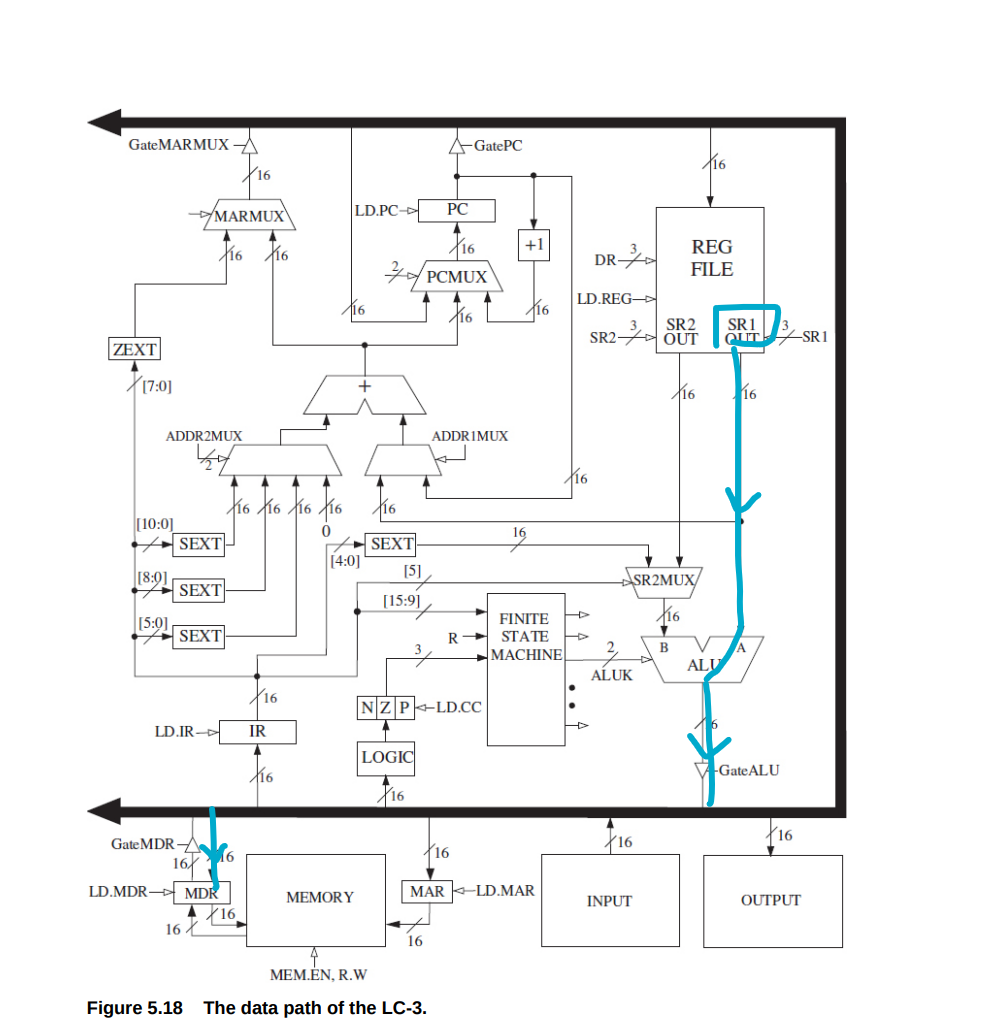 GateMARMUX
GatePC
16
16
MARMUX
LD.PC
PC
16
16
16
2
PCMUX
+1
REG
FILE
DR
3
LD.REG
SR2
3
SR2
OUT
SR1
OUT
3
SR1
16
16
16
ZEXT
[7:0]
+
16
16
ADDR2MUX
2
ADDR1MUX
16
16
16
16
16
16
0
[10:0]
SEXT
[4:0]
SEXT
16
[8:0]
SEXT
[5]
SR2MUX
[15:9]
16
[5:0]
SEXT
R
FINITE
STATE
MACHINE
3
2
ALUK
B
A
ALU
16
N Z P
LD.CC
LD.IR
IR
LOGIC
16
16
GateALU
GateMDR
16
16
16
16
16
LD.MDR
MDR
16
16
MEMORY
MAR
LD.MAR
16
INPUT
OUTPUT
MEM.EN, R.W
Figure 5.18 The data path of the LC-3.